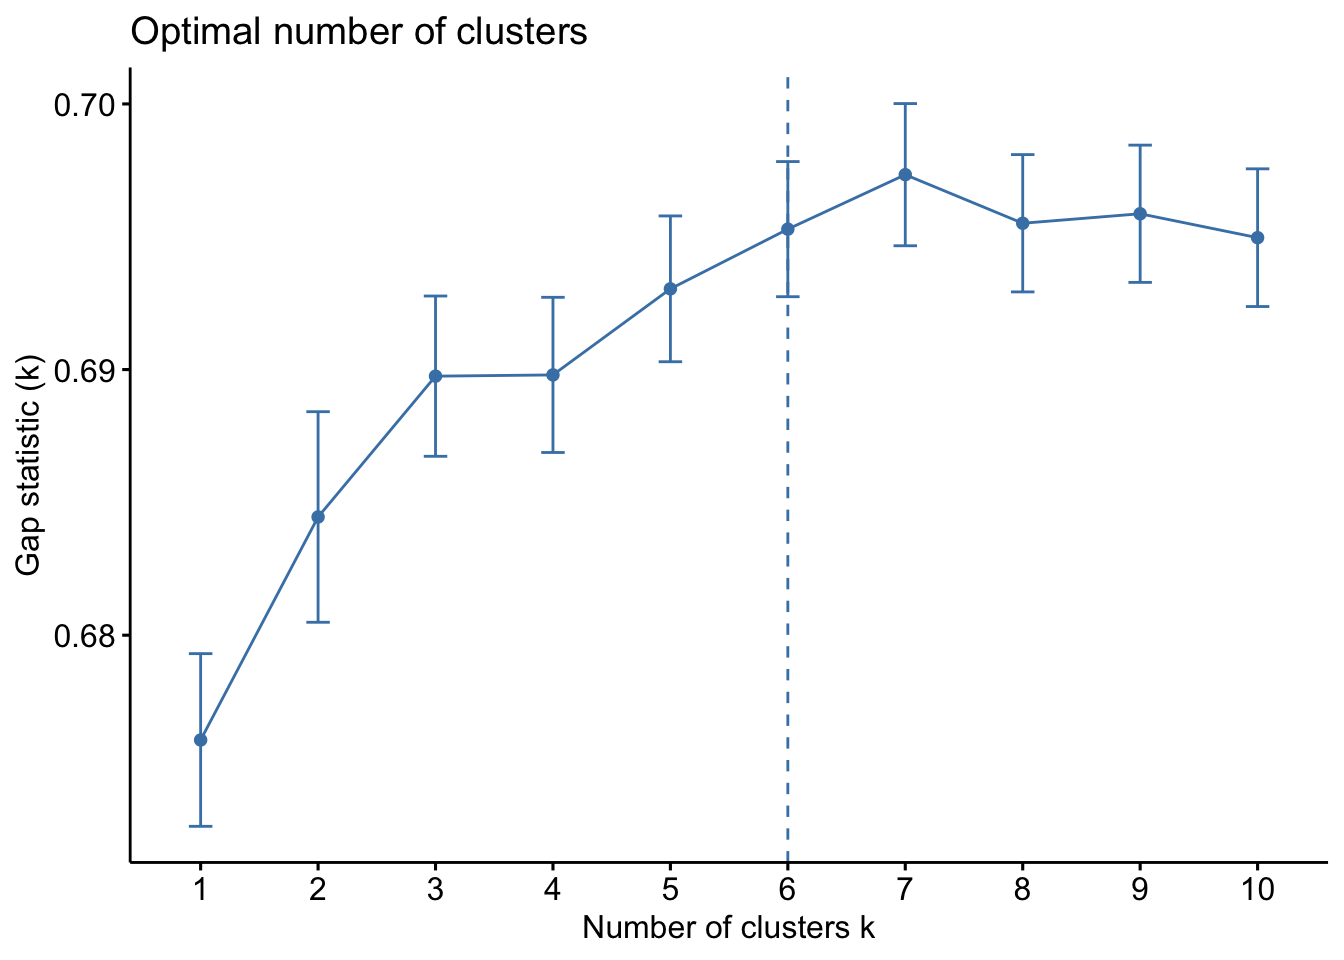 Optimal number of clusters
0.70
0.69
0.68
Gap statistic (k)
1 2 3 4 5 6 7 8 9 10
Number of clusters k